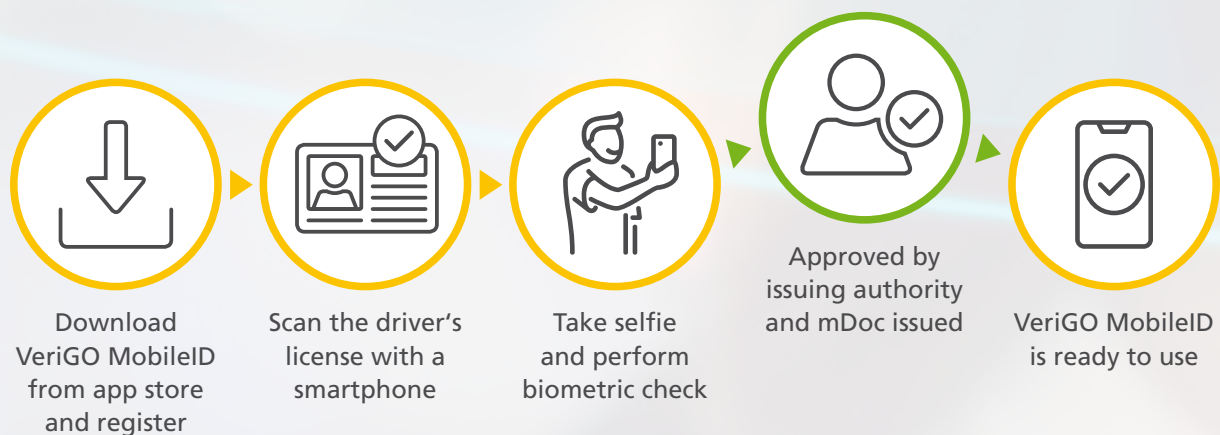 Download
VeriGO MobileID
from app store
and register
Scan the driver‘s
license with a
smartphone
Take selfie
and perform
biometric check
Approved by
issuing authority
and mDoc issued
VeriGO MobileID
is ready to use